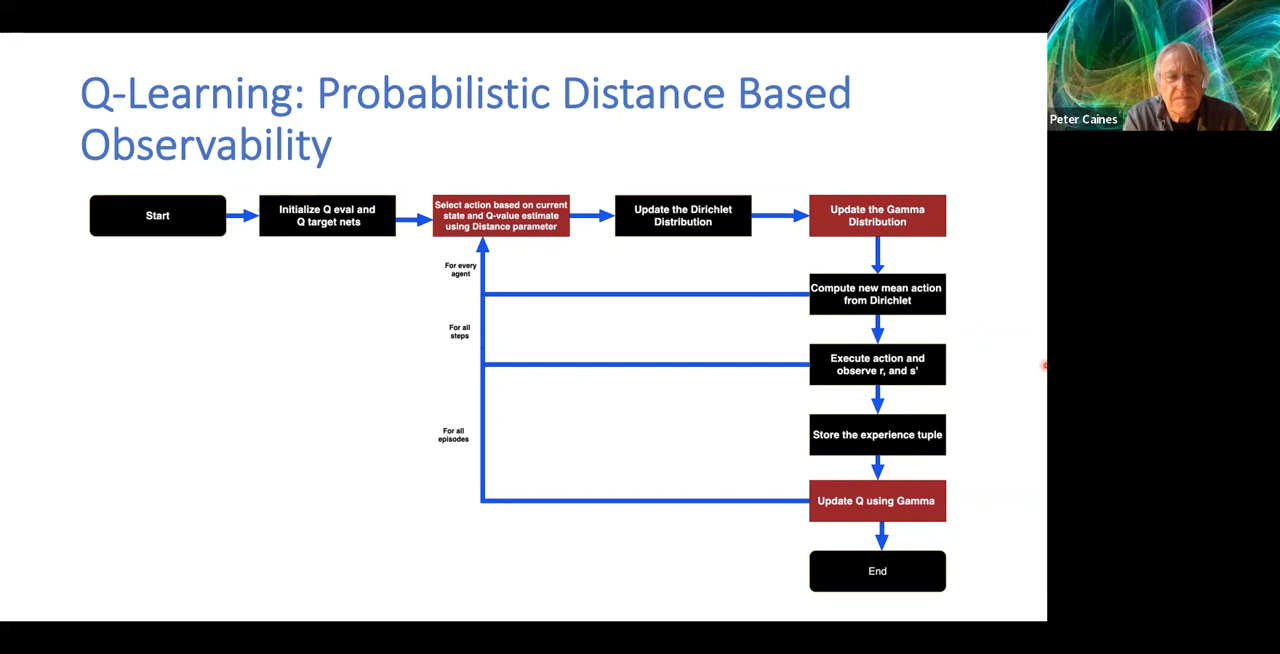 Q-Learning: Probabilistic Distance Based
Observability
Peter Caines
Start
Initialize Q eval and
Q target nets
Select action based on current
state and Q-value estimate
using Distance parameter
Update the Dirichlet
Distribution
Update the Gamma
Distribution
For every
agent
Compute new mean action
from Dirichlet
For all
steps
Execute action and
observe r, and s'
For all
episodes
Store the experience tuple
Update Q using Gamma
End